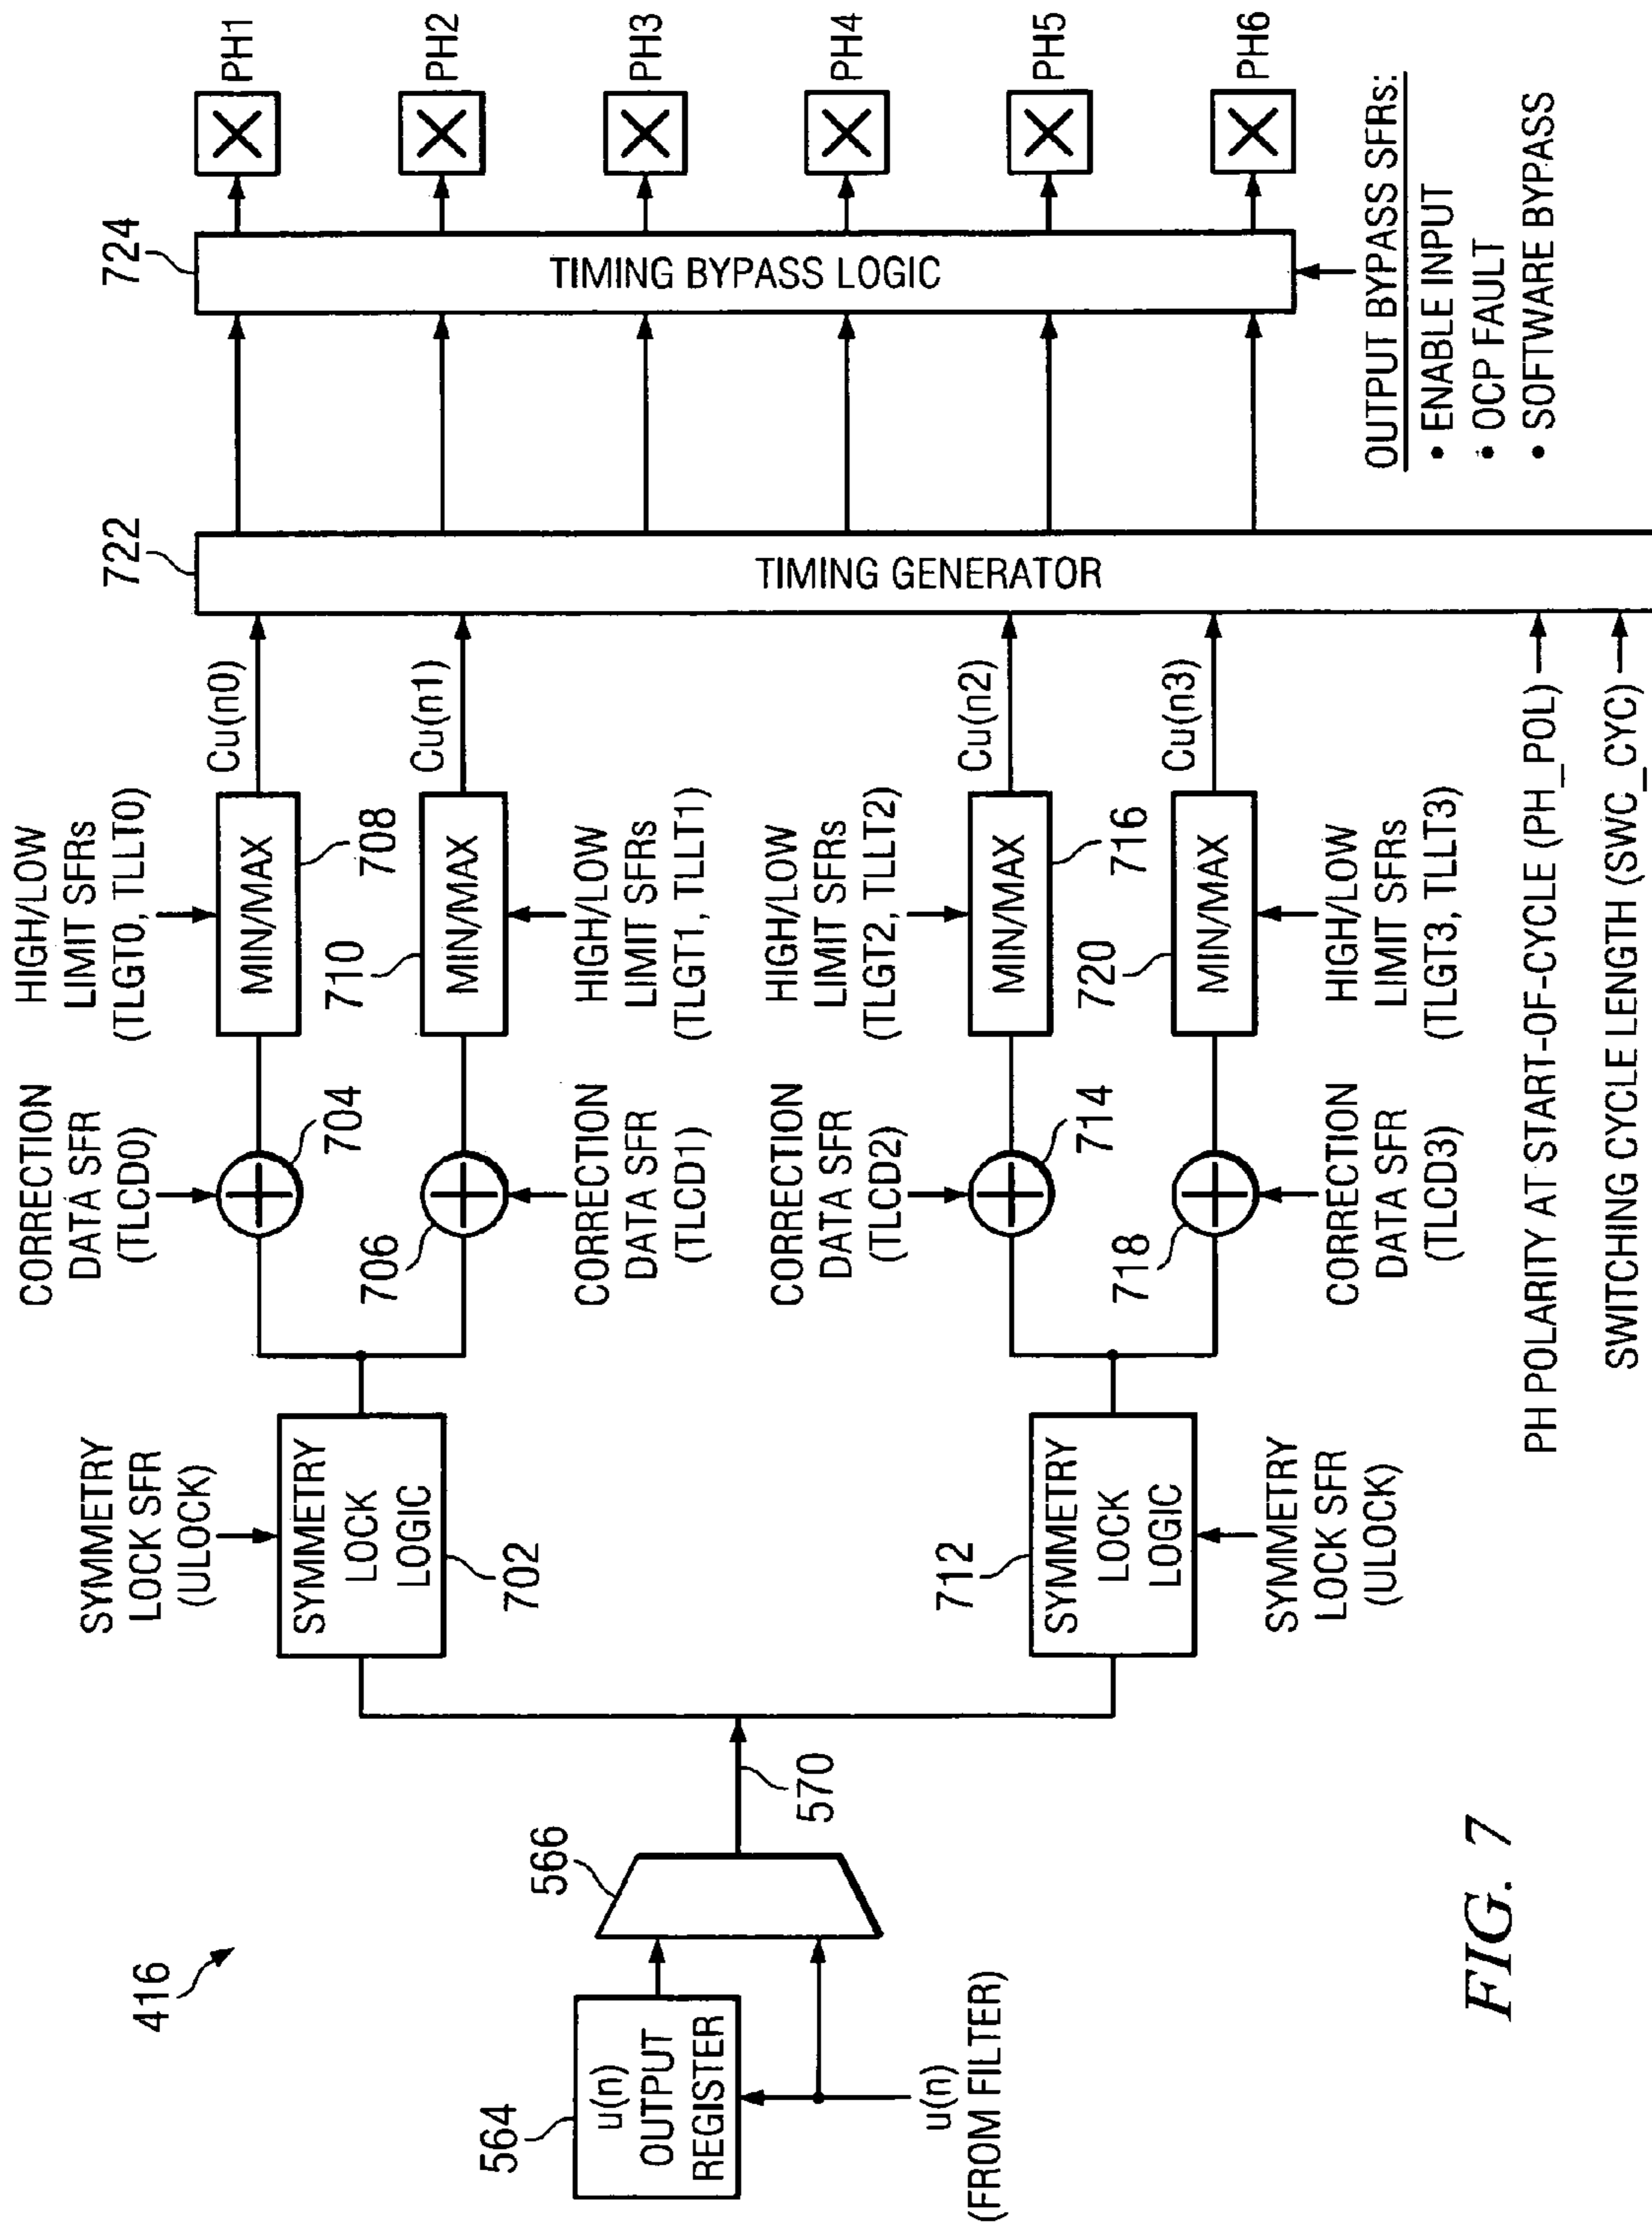 416
564
u(n)
OUTPUT
REGISTER
u(n)
(FROM FILTER)
566
570
SYMMETRY
LOCK SFR
(ULOCK)
SYMMETRY
LOCK
LOGIC
702
712
SYMMETRY
LOCK
LOGIC
SYMMETRY
LOCK SFR
(ULOCK)
CORRECTION
DATA SFR
(TLCD0)
704
706
CORRECTION
DATA SFR
(TLCD1)
CORRECTION
DATA SFR
(TLCD2)
714
718
CORRECTION
DATA SFR
(TLCD3)
HIGH/LOW
LIMIT SFRs
(TLGT0, TLLT0)
MIN/MAX
708
710
MIN/MAX
HIGH/LOW
LIMIT SFRs
(TLGT1, TLLT1)
HIGH/LOW
LIMIT SFRs
(TLGT2, TLLT2)
MIN/MAX
716
720
MIN/MAX
HIGH/LOW
LIMIT SFRs
(TLGT3, TLLT3)
Cu(n0)
Cu(n1)
Cu(n2)
Cu(n3)
PH POLARITY AT START-OF-CYCLE (PH_POL)
SWITCHING CYCLE LENGTH (SWC_CYC)
722
TIMING GENERATOR
724
TIMING BYPASS LOGIC
OUTPUT BYPASS SFRs:
• ENABLE INPUT
• OCP FAULT
• SOFTWARE BYPASS
PH1
PH2
PH3
PH4
PH5
PH6
FIG. 7